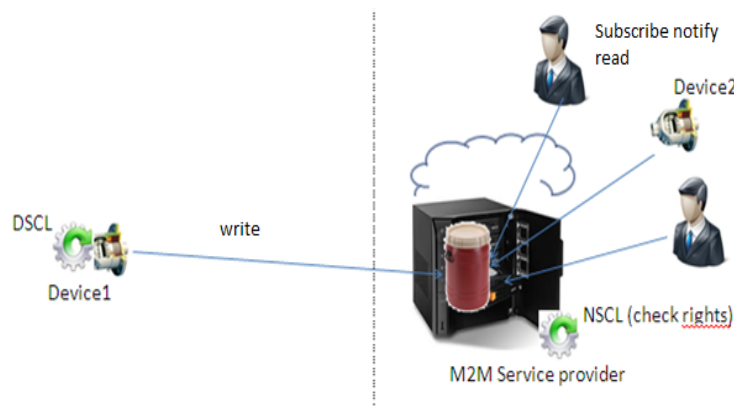 Subscribe notify
read
Device2
DSCL
write
Device1
NSCL (check rights)
M2M Service provider